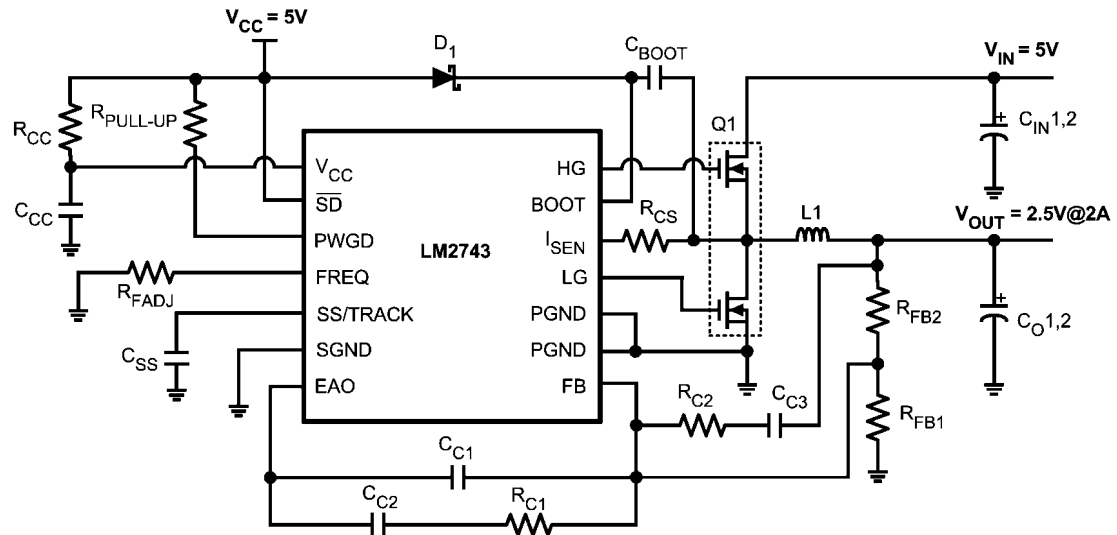 V_CC = 5V
D_1
C_BOOT
V_IN = 5V
R_CC
R_PULL-UP
Q1
C_IN1,2
+
C_CC
V_CC
S̅D̅
PWGD
FREQ
SS/TRACK
SGND
EAO
LM2743
HG
BOOT
I_SEN
LG
PGND
PGND
FB
R_CS
L1
V_OUT = 2.5V@2A
R_FADJ
C_SS
R_FB2
+
C_O1,2
R_C2
C_C3
R_FB1
C_C1
C_C2
R_C1